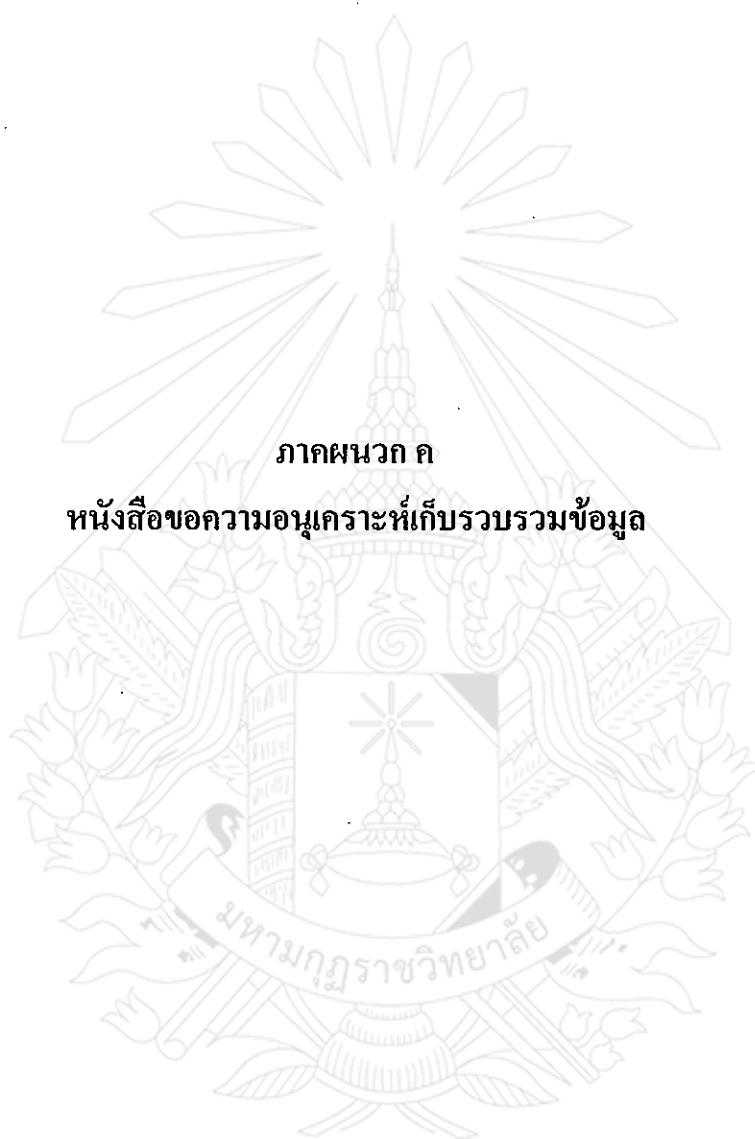 ภาคผนวก ค
หนังสือขอความอนุเคราะห์เก็บรวบรวมข้อมูล
มหามกุฏราชวิทยาลัย